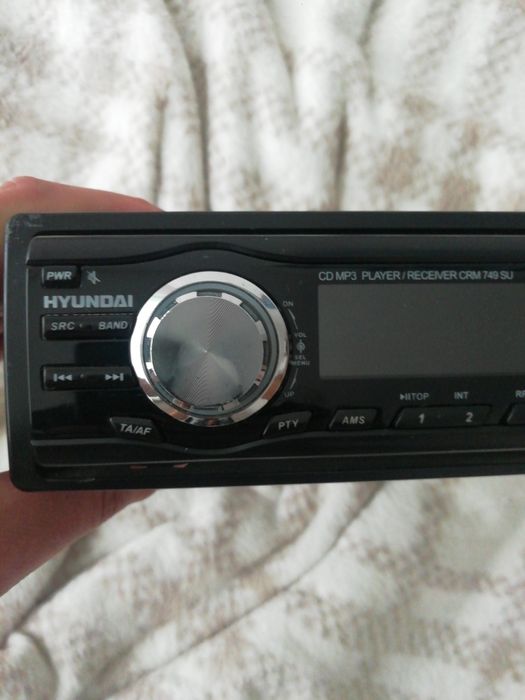 PWR
CD MP3 PLAYER / RECEIVER CRM 749 SU
HYUNDAI
ON
SRC · BAND
VOL
SEL
MENU
UP
▶IITOP INT
TA/AF
PTY
AMS
1
2